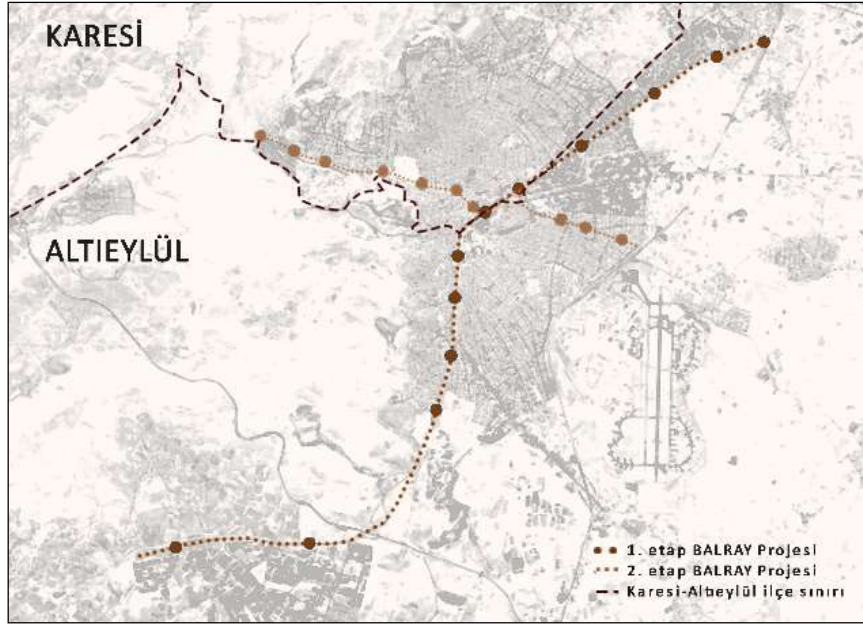 KARESİ
ALTIEYLÜL
1. etap BALRAY Projesi
2. etap BALRAY Projesi
Karesi-Altıeylül ilçe sınırı